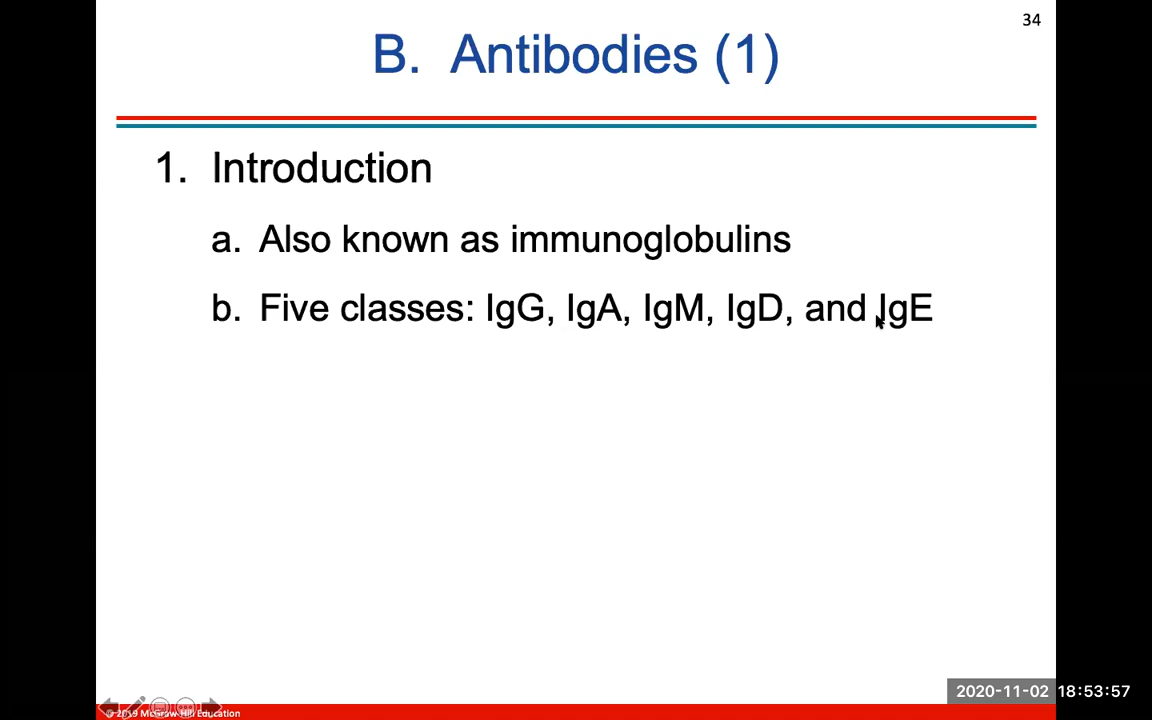 34
B. Antibodies (1)
1. Introduction
a. Also known as immunoglobulins
b. Five classes: IgG, IgA, IgM, IgD, and IgE
2020-11-02 18:53:57
© 2019 McGraw-Hill Education